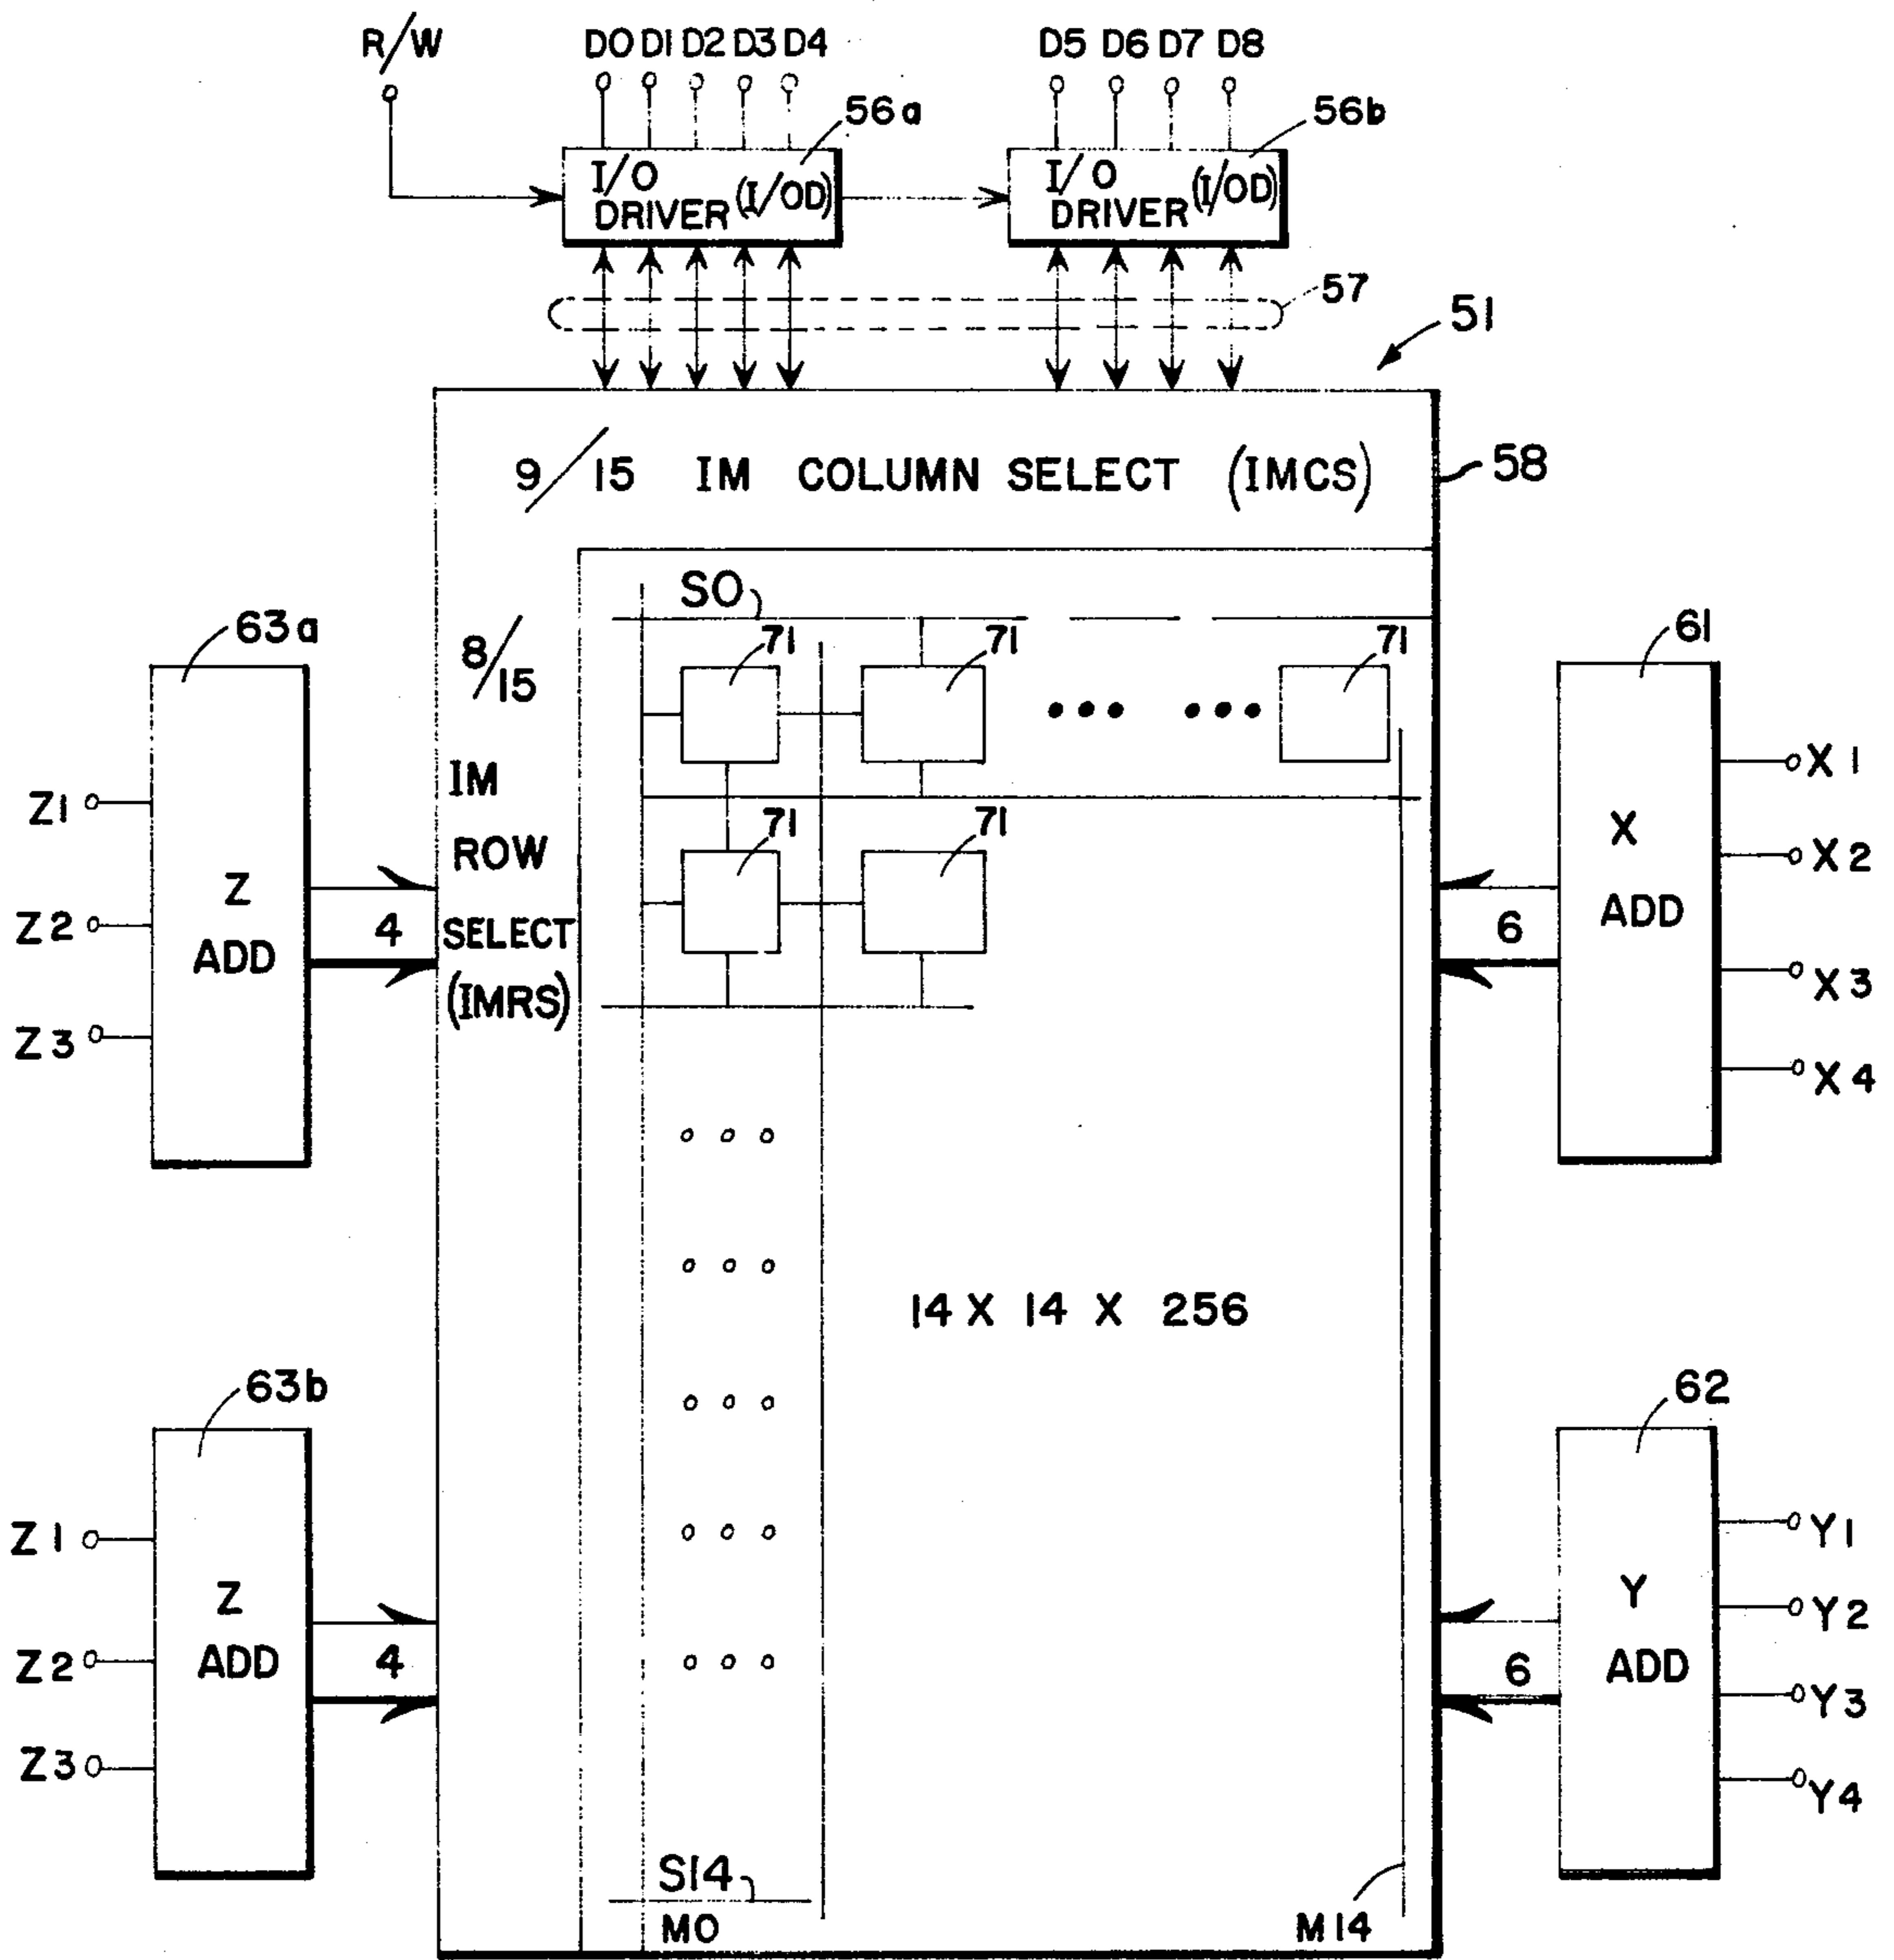 R/W
D0 D1 D2 D3 D4
D5 D6 D7 D8
56a
56b
I/O
DRIVER (I/OD)
I/O
DRIVER (I/OD)
57
51
9/15 IM COLUMN SELECT (IMCS)
58
S0
63a
8/15
71
71
71
61
IM
X1
Z1
71
71
X
ROW
X2
Z
ADD
ADD
Z2
4
SELECT
6
(IMRS)
X3
Z3
X4
14 X 14 X 256
63b
62
Z1
Y1
Z
Y
Y2
Z2
ADD
4
6
ADD
Y3
Z3
Y4
S14
M0
M14